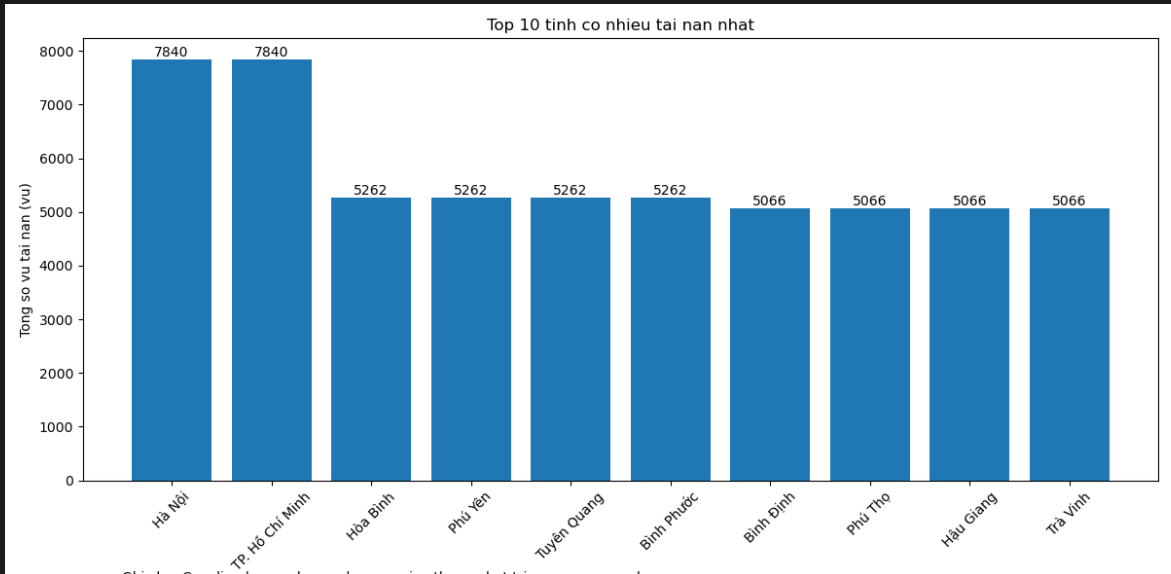 Top 10 tinh co nhieu tai nan nhat
Tong so vu tai nan (vu)
8000
7000
6000
5000
4000
3000
2000
1000
0
7840
7840
5262
5262
5262
5262
5066
5066
5066
5066
Hà Nội
TP. Hồ Chí Minh
Hòa Bình
Phú Yên
Tuyên Quang
Bình Phước
Bình Định
Phú Thọ
Hậu Giang
Trà Vinh